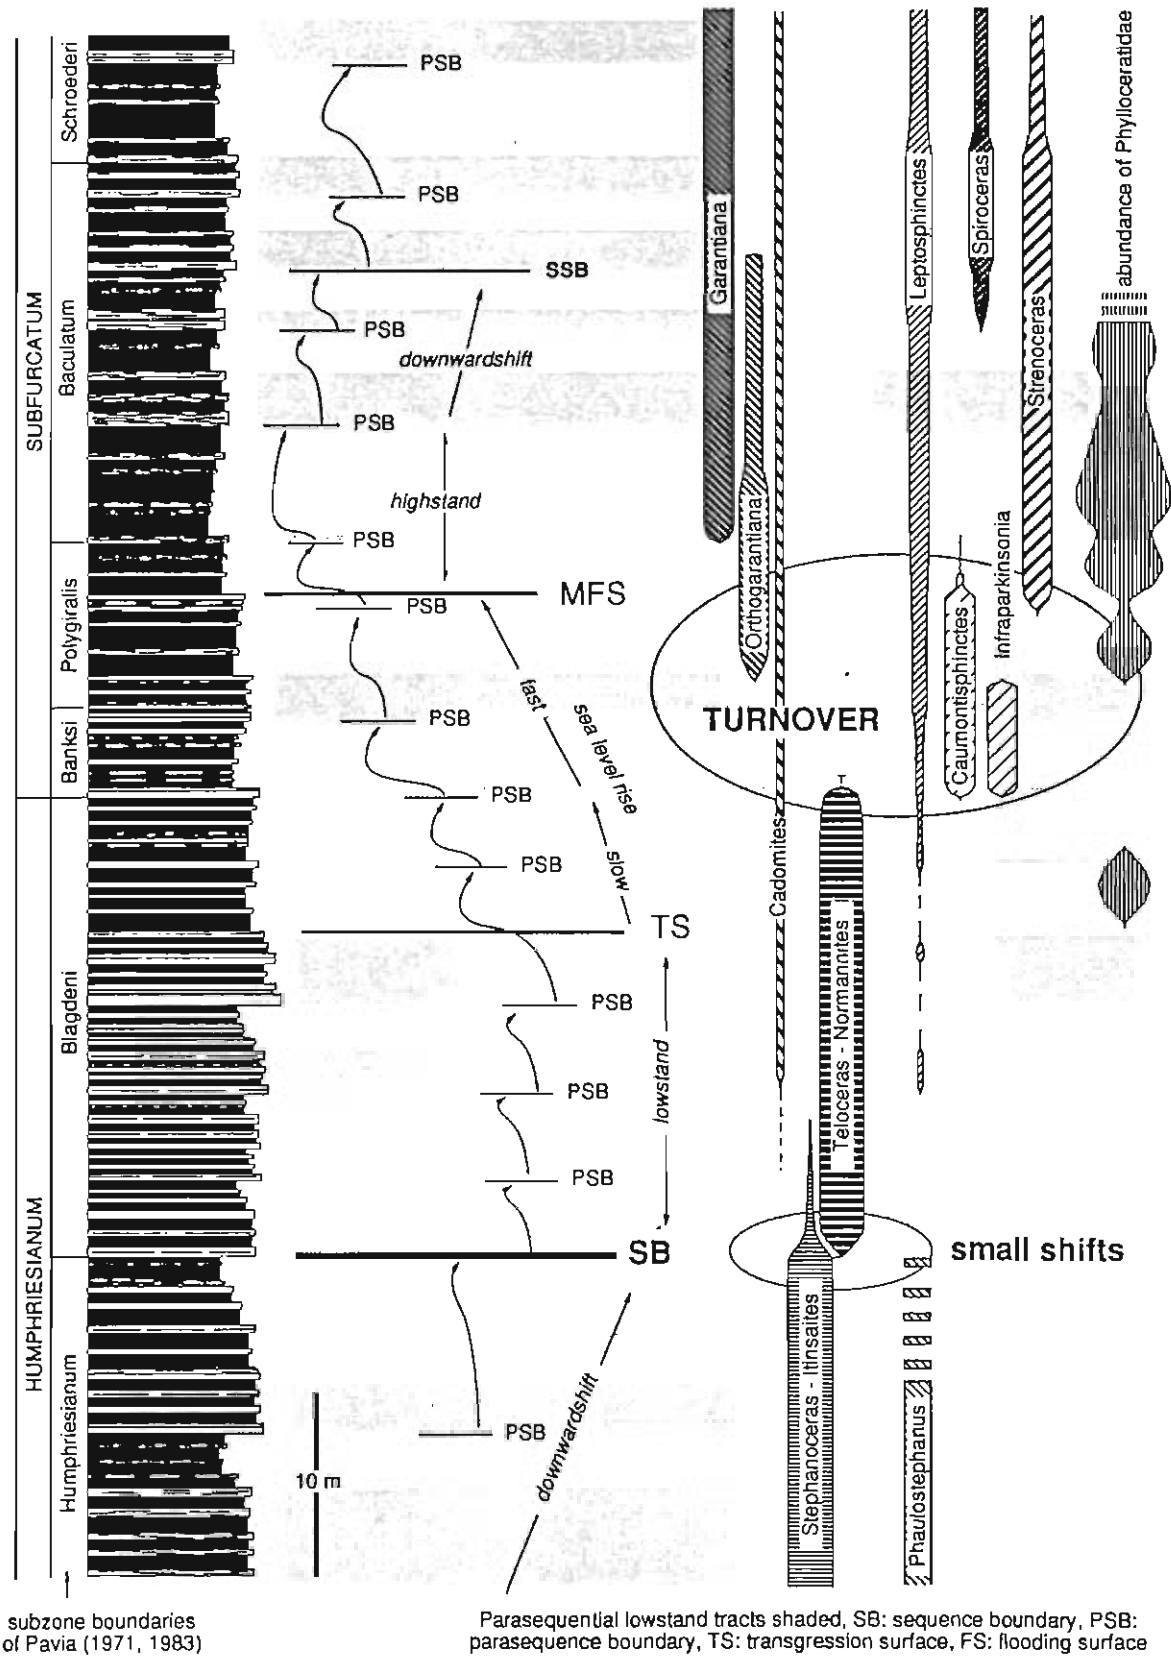 SUBFURCATUM
HUMPHRIESIANUM
Schroederi
Baculatum
Polygiralis
Banksi
Blagdeni
Humphriesianum
PSB
PSB
SSB
PSB
downwardshift
PSB
highstand
PSB
MFS
PSB
fast
sea level rise
PSB
PSB
slow
PSB
TS
PSB
lowstand
PSB
PSB
SB
PSB
downwardshift
10 m
Garantiana
Orthogarantiana
Cadomites
Leptosphinctes
Spiroceras
Strenoceras
abundance of Phylloceratidae
Caumontisphinctes
Infraparkinsonia
TURNOVER
Teloceras - Normannites
small shifts
Stephanoceras - Itinsaites
Phaulostephanus
subzone boundaries
of Pavia (1971, 1983)
Parasequential lowstand tracts shaded, SB: sequence boundary, PSB:
parasequence boundary, TS: transgression surface, FS: flooding surface